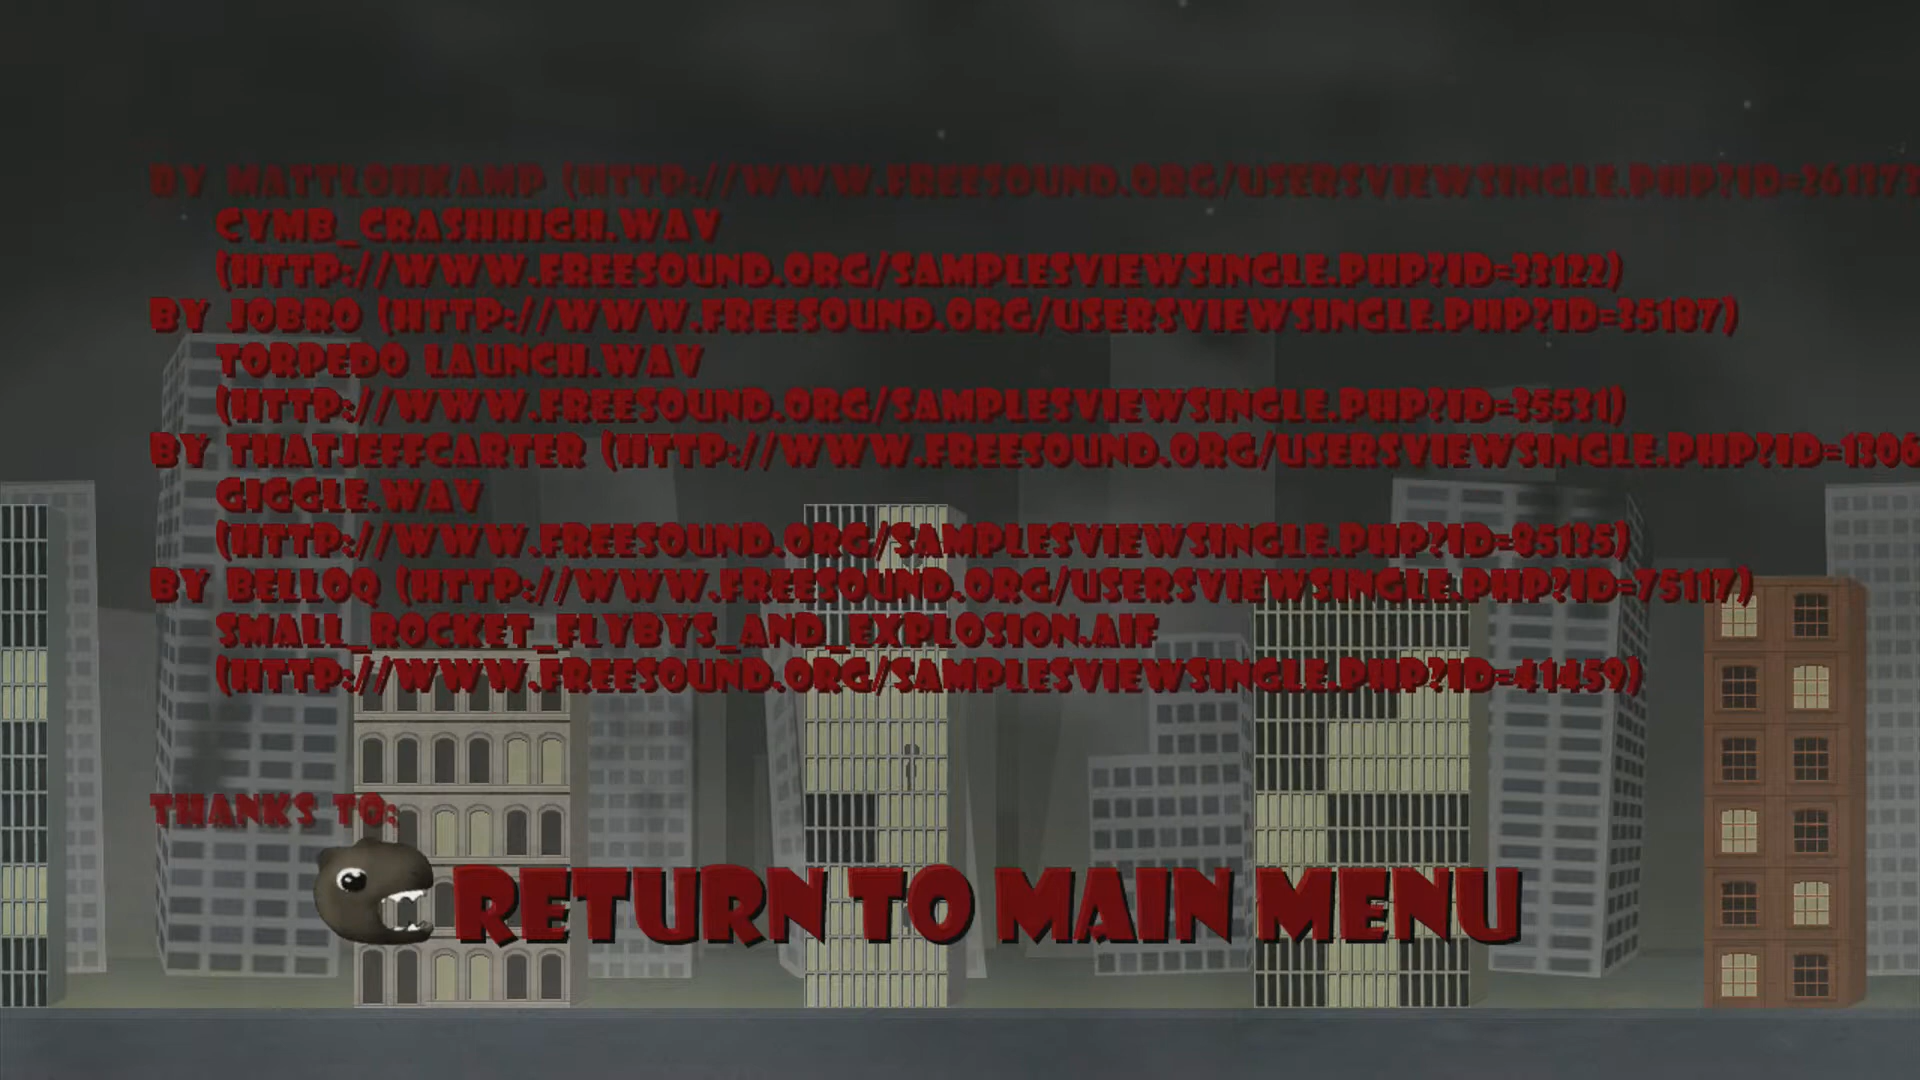 BY MATTLOHKAMP (HTTP://WWW.FREESOUND.ORG/USERSVIEWSINGLE.PHP?ID=261373
CYMB_CRASHHIGH.WAV
(HTTP://WWW.FREESOUND.ORG/SAMPLESVIEWSINGLE.PHP?ID=33122)
BY JOBRO (HTTP://WWW.FREESOUND.ORG/USERSVIEWSINGLE.PHP?ID=35187)
TORPEDO LAUNCH.WAV
(HTTP://WWW.FREESOUND.ORG/SAMPLESVIEWSINGLE.PHP?ID=35531)
BY THATJEFFCARTER (HTTP://WWW.FREESOUND.ORG/USERSVIEWSINGLE.PHP?ID=1306
GIGGLE.WAV
(HTTP://WWW.FREESOUND.ORG/SAMPLESVIEWSINGLE.PHP?ID=85135)
BY BELLOQ (HTTP://WWW.FREESOUND.ORG/USERSVIEWSINGLE.PHP?ID=75117)
SMALL_ROCKET_FLYBYS_AND_EXPLOSION.AIF
(HTTP://WWW.FREESOUND.ORG/SAMPLESVIEWSINGLE.PHP?ID=41459)
THANKS TO:
RETURN TO MAIN MENU